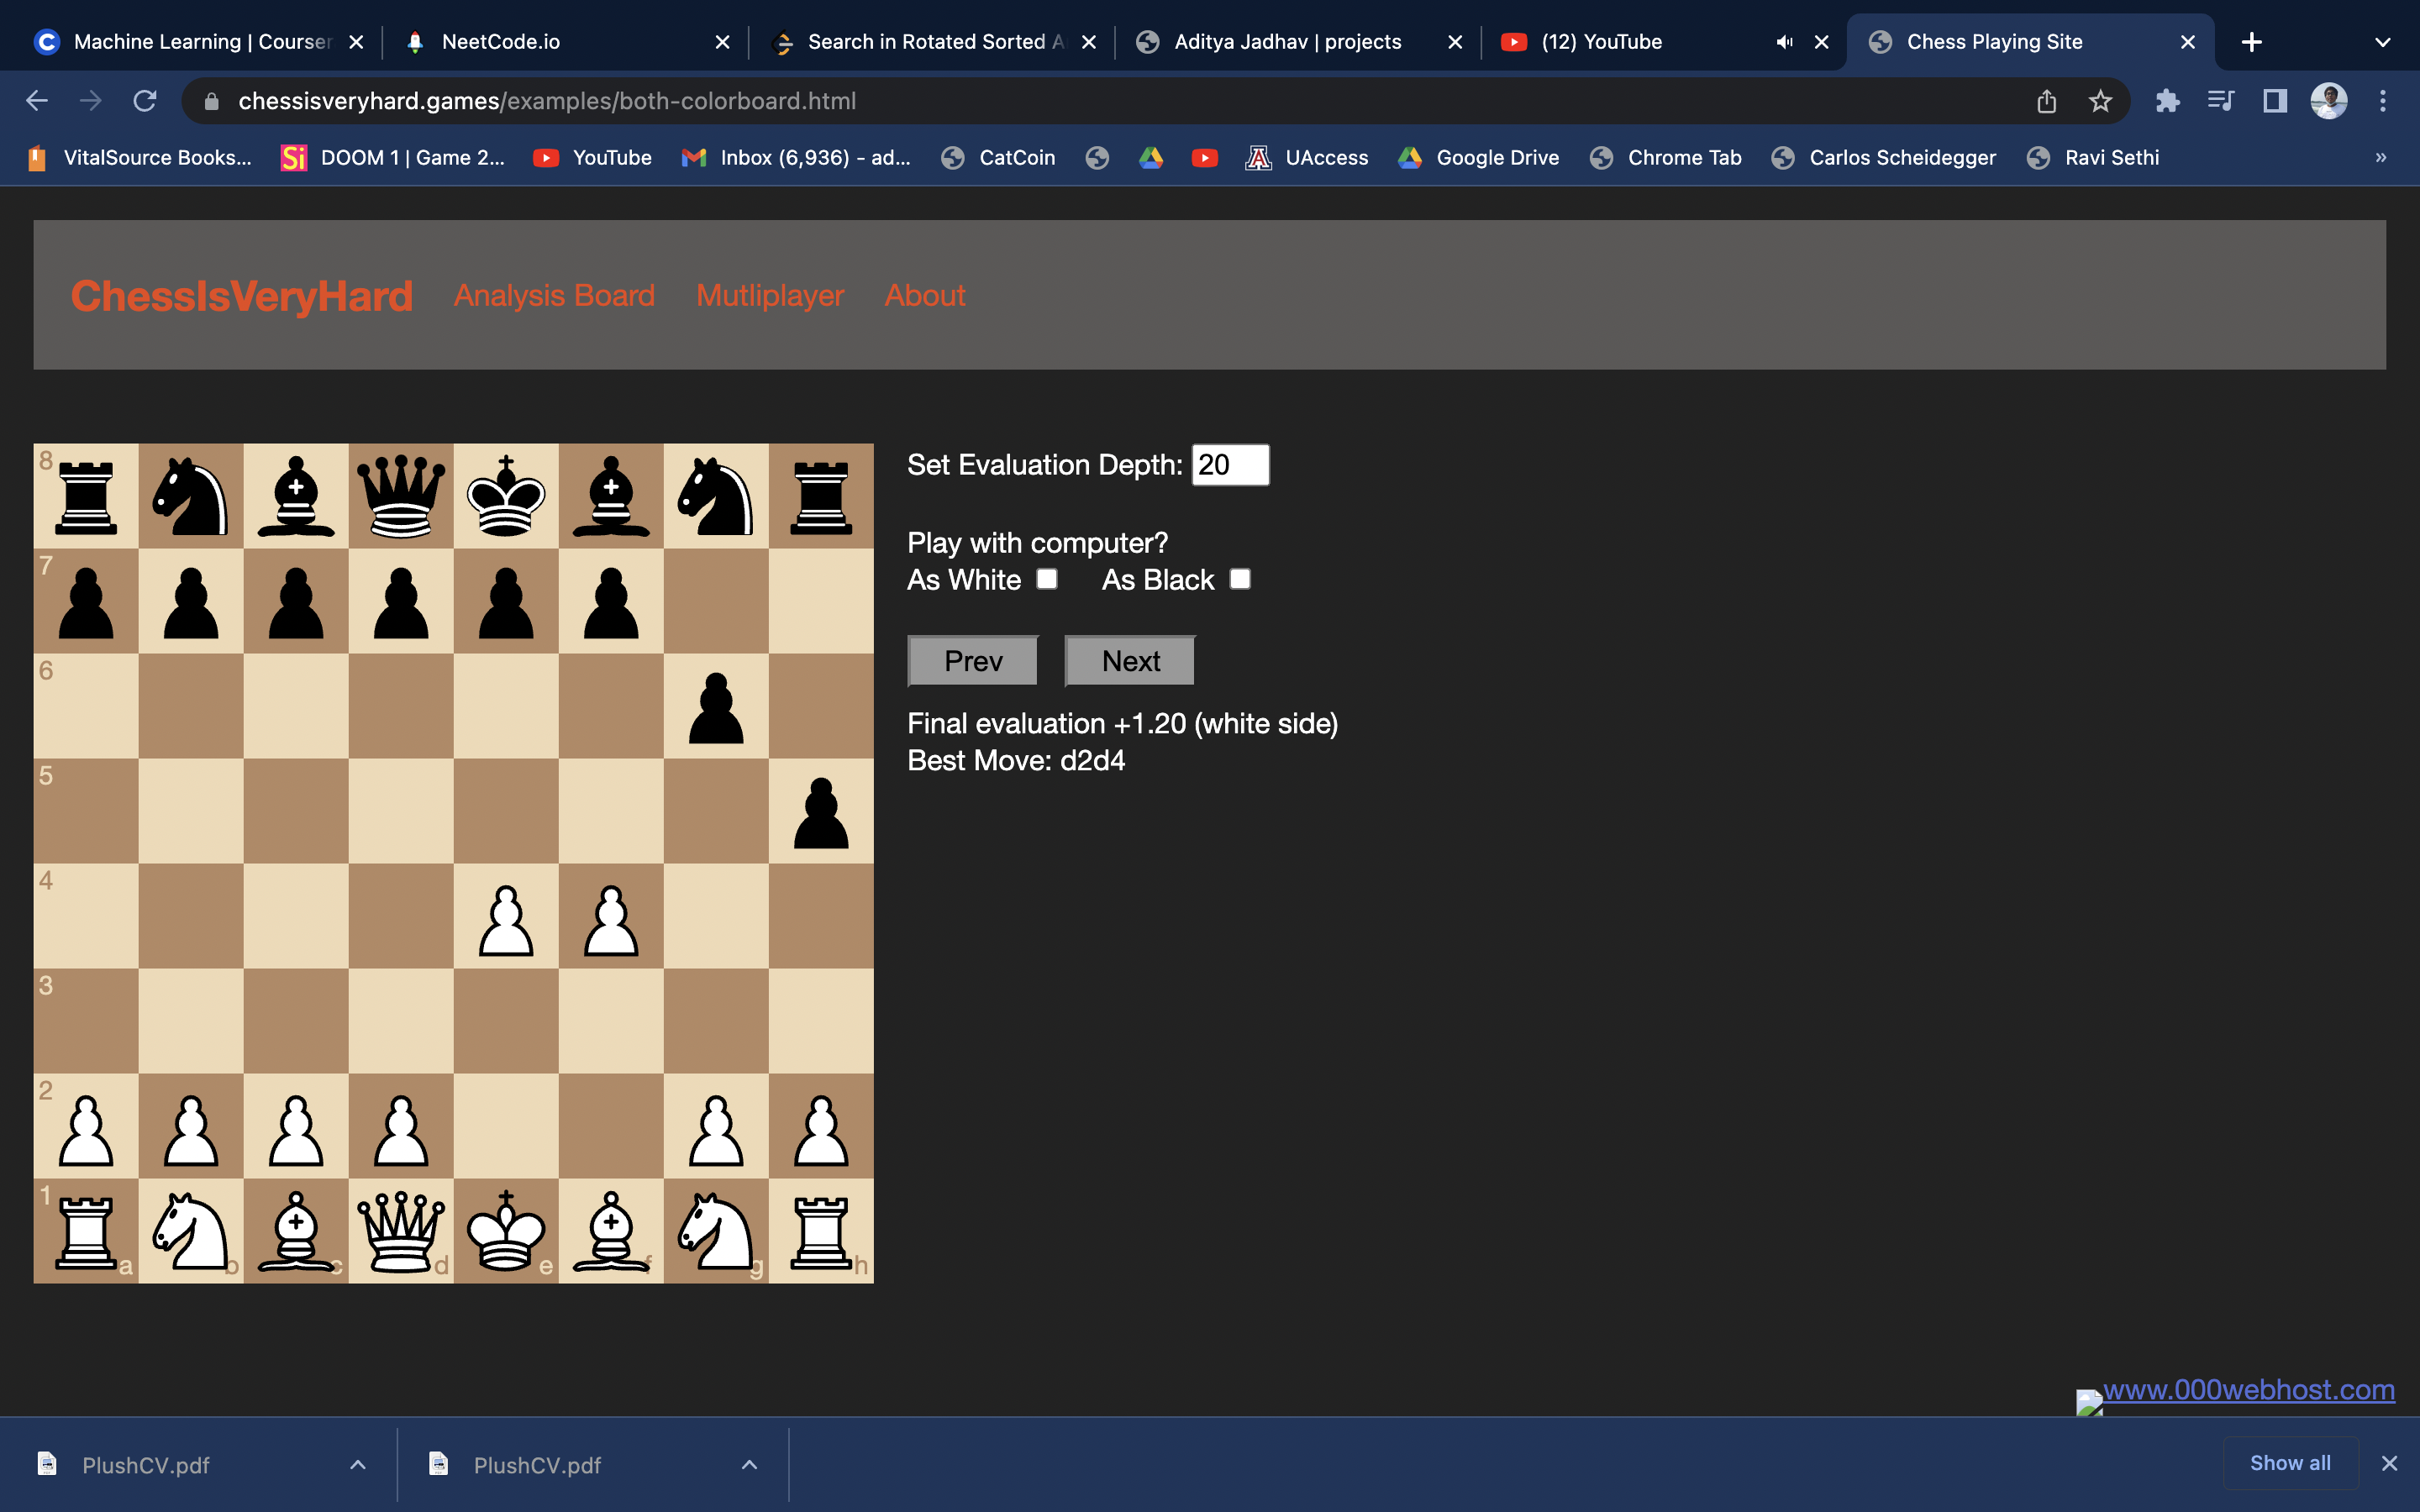 Machine Learning | Courser
NeetCode.io
Search in Rotated Sorted A
Aditya Jadhav | projects
(12) YouTube
Chess Playing Site
chessisveryhard.games/examples/both-colorboard.html
VitalSource Books...
Si
DOOM 1 | Game 2...
YouTube
Inbox (6,936) - ad...
CatCoin
UAccess
Google Drive
Chrome Tab
Carlos Scheidegger
Ravi Sethi
»
ChessIsVeryHard
Analysis Board
Mutliplayer
About
8
7
6
5
4
3
2
1
a
b
c
d
e
f
g
h
Set Evaluation Depth: 20
Play with computer?
As White
As Black
Prev
Next
Final evaluation +1.20 (white side)
Best Move: d2d4
www.000webhost.com
PlushCV.pdf
PlushCV.pdf
Show all